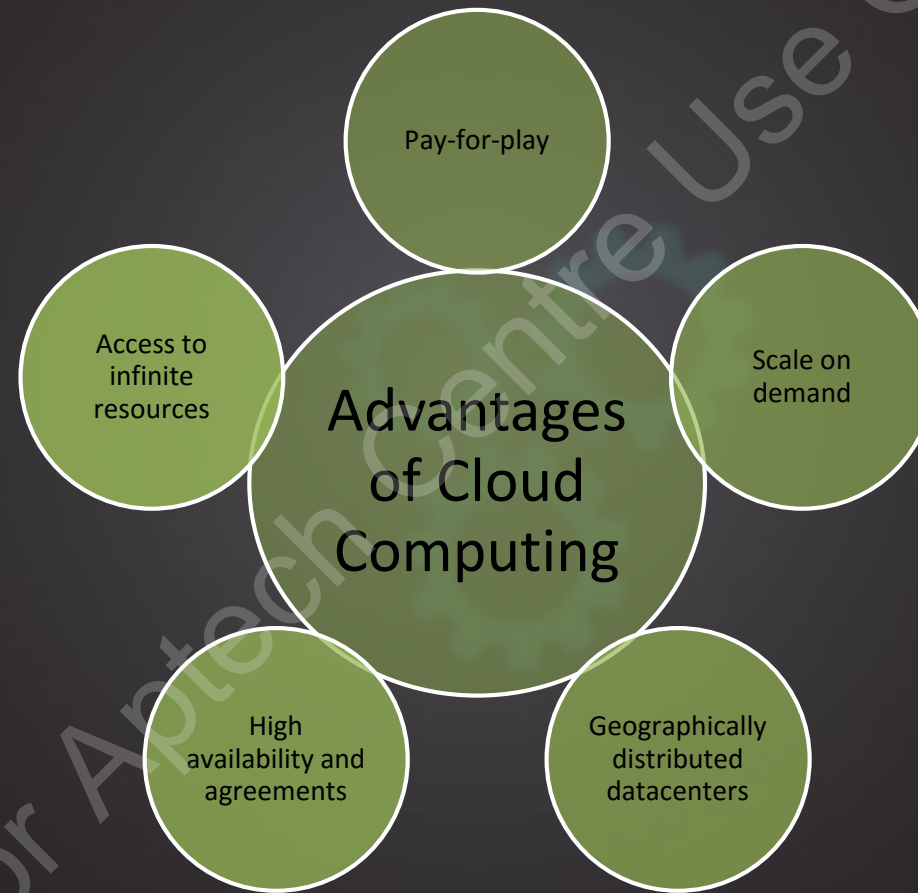 Pay-for-play
Scale on
demand
Geographically
distributed
datacenters
High
availability and
agreements
Access to
infinite
resources
Advantages
of Cloud
Computing
Aptech Centre Use